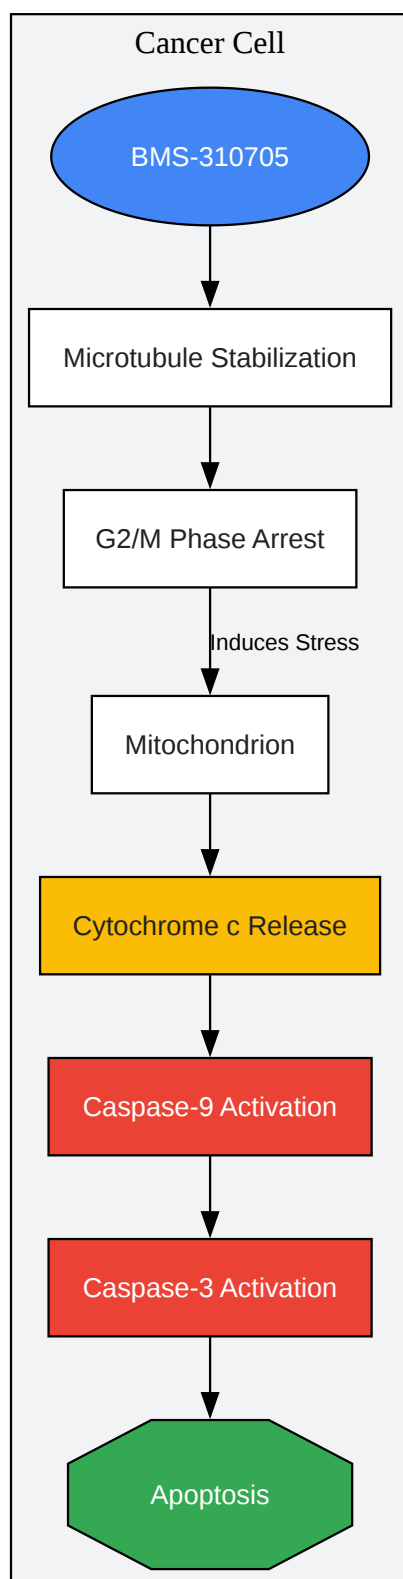 Cancer Cell
BMS-310705
Microtubule Stabilization
G2/M Phase Arrest
Induces Stress
Mitochondrion
Cytochrome c Release
Caspase-9 Activation
Caspase-3 Activation
Apoptosis